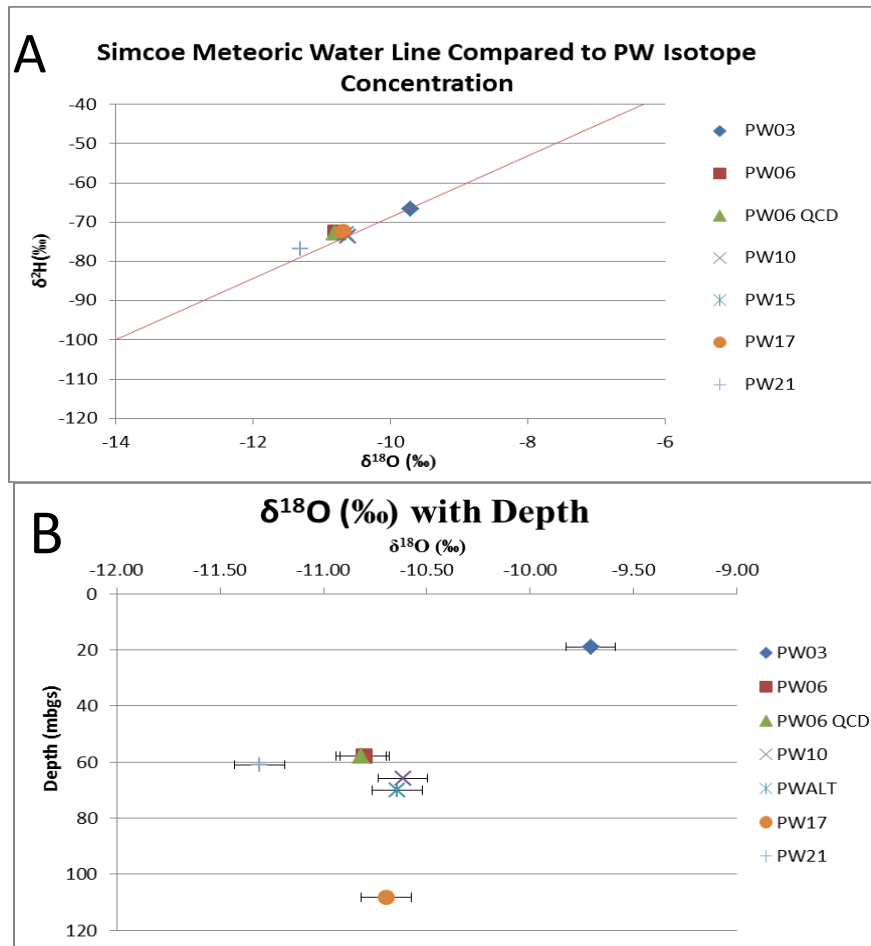 A
Simcoe Meteoric Water Line Compared to PW Isotope
Concentration
-40
-50
-60
-70
-80
-90
-100
-110
-120
δ²H(‰)
-14 -12 -10 -8 -6
δ¹⁸O (‰)
PW03
PW06
PW06 QCD
PW10
PW15
PW17
PW21
B
δ¹⁸O (‰) with Depth
δ¹⁸O (‰)
-12.00 -11.50 -11.00 -10.50 -10.00 -9.50 -9.00
0
20
40
60
80
100
120
Depth (mbgs)
PW03
PW06
PW06 QCD
PW10
PWALT
PW17
PW21